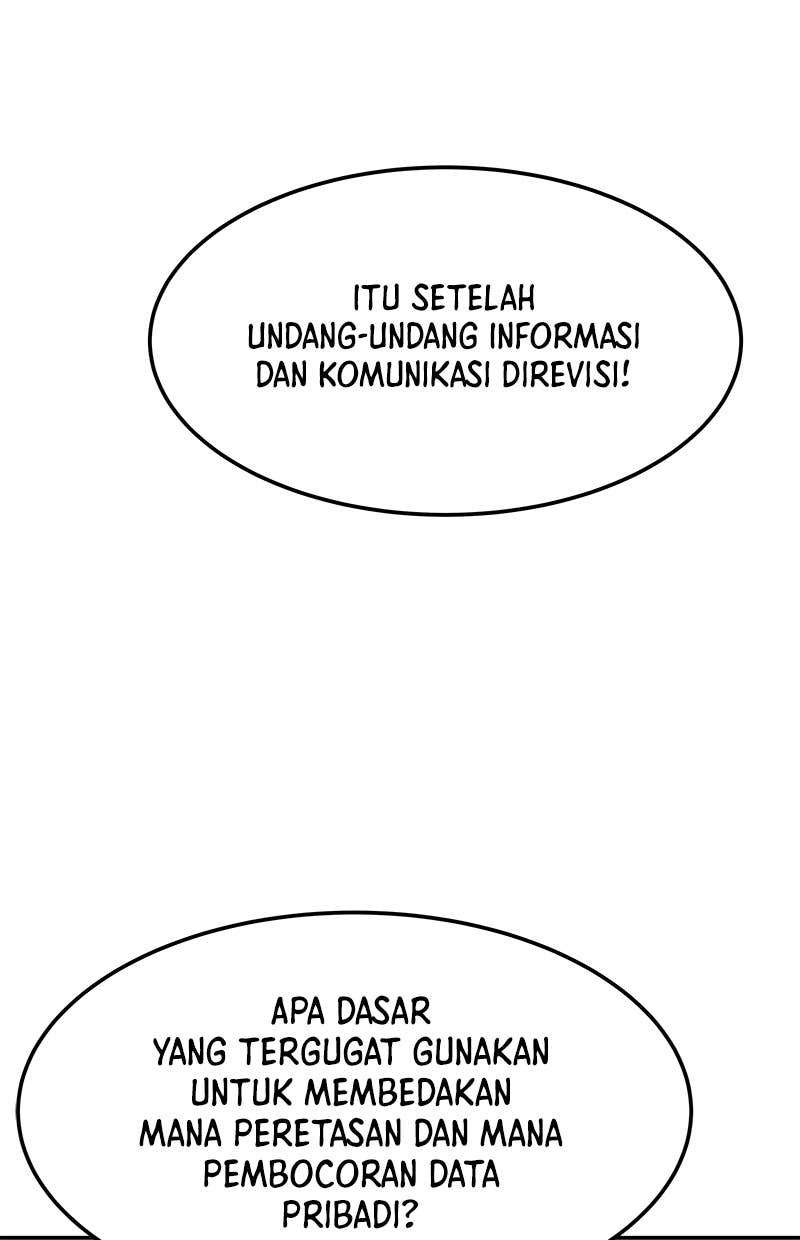 ITU SETELAH
UNDANG-UNDANG INFORMASI
DAN KOMUNIKASI DIREVISI!
APA DASAR
YANG TERGUGAT GUNAKAN
UNTUK MEMBEDAKAN
MANA PERETASAN DAN MANA
PEMBOCORAN DATA
PRIBADI?